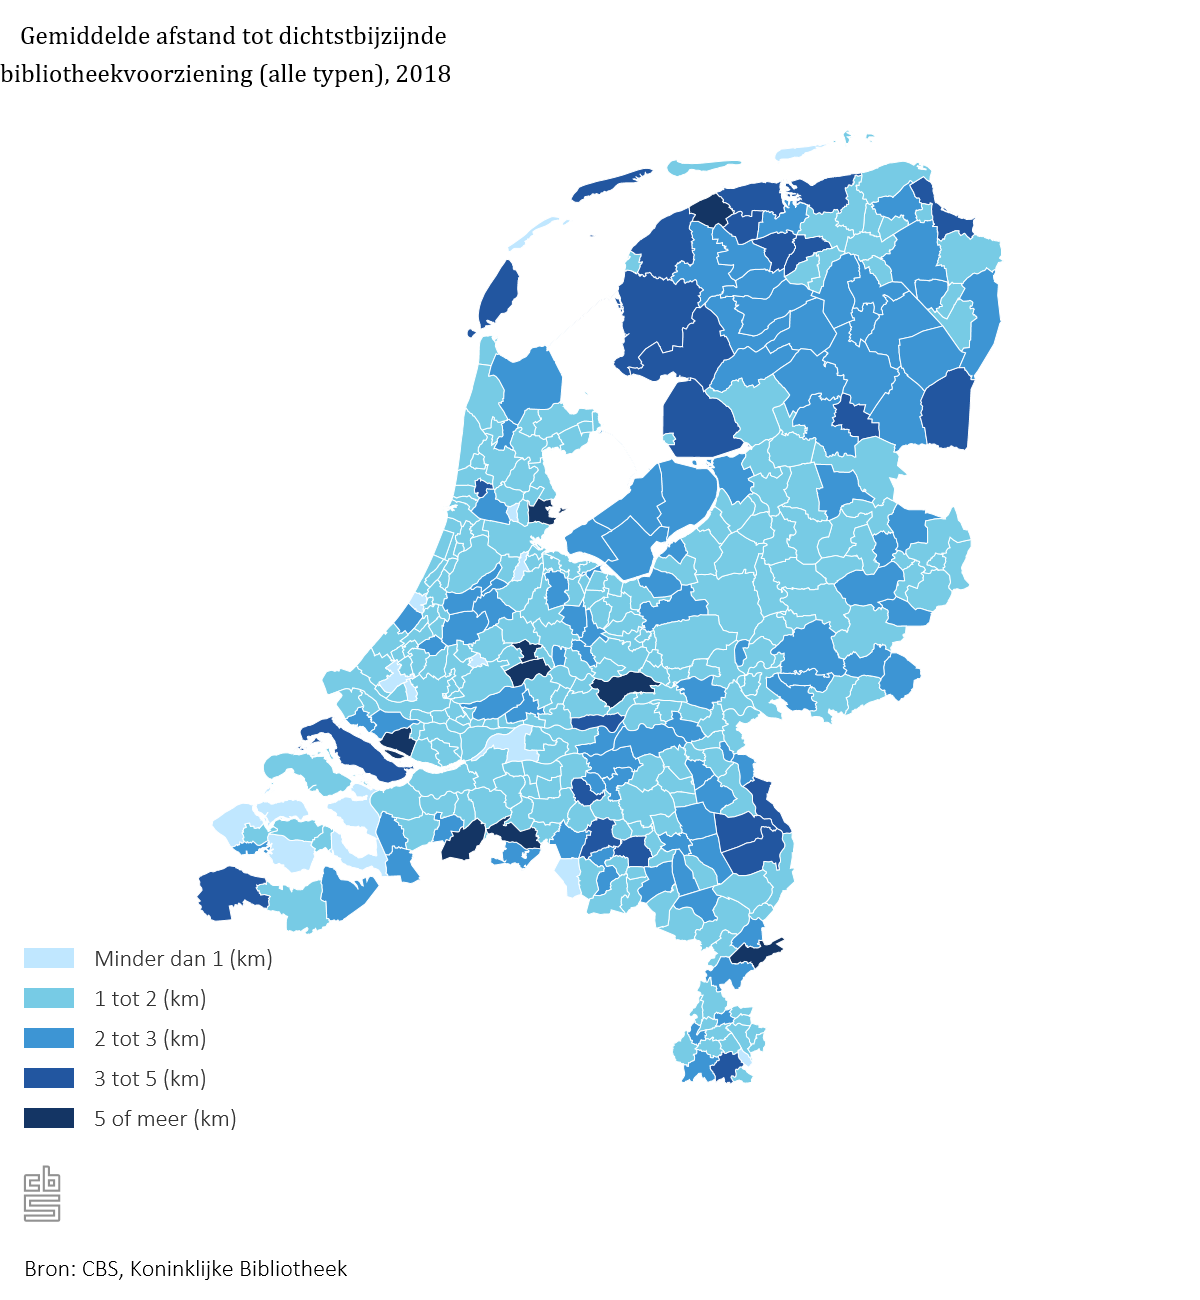 Gemiddelde afstand tot dichtstbijzijnde
bibliotheekvoorziening (alle typen), 2018
Minder dan 1 (km)
1 tot 2 (km)
2 tot 3 (km)
3 tot 5 (km)
5 of meer (km)
cbs
Bron: CBS, Koninklijke Bibliotheek